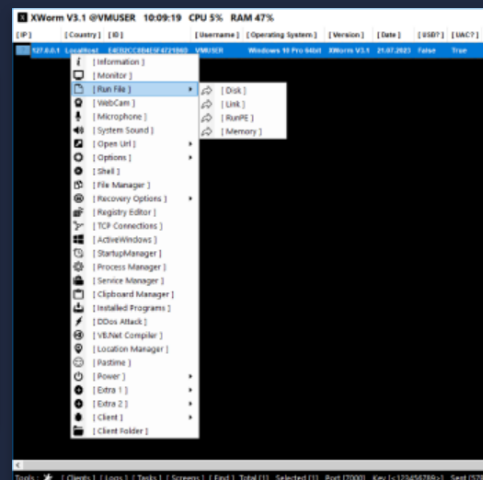 XWorm V3.1 @VMUSER 10:09:19 CPU 5% RAM 47%
[IP] [Country] [ID] [Username] [Operating System] [Version] [Date] [USB?] [UAC?]
127.0.0.1 LocalHost VMUSER Windows 10 Pro 64bit XWorm V3.1 21.07.2023 False True
[ Information ]
[ Monitor ]
[ Run File ]
[ Disk ]
[ WebCam ]
[ Link ]
[ Microphone ]
[ RunPE ]
[ System Sound ]
[ Memory ]
[ Open Url ]
[ Options ]
[ Shell ]
[ File Manager ]
[ Recovery Options ]
[ Registry Editor ]
[ TCP Connections ]
[ ActiveWindows ]
[ StartupManager ]
[ Process Manager ]
[ Service Manager ]
[ Clipboard Manager ]
[ Installed Programs ]
[ DDos Attack ]
[ VB.Net Compiler ]
[ Location Manager ]
[ Pastime ]
[ Power ]
[ Extra 1 ]
[ Extra 2 ]
[ Client ]
[ Client Folder ]
Tools : [ Clients ] [ Logs ] [ Tasks ] [ Screens ] [ Find ] Total [1] Selected [1] Port [7000] Key [<123456789>] Sent